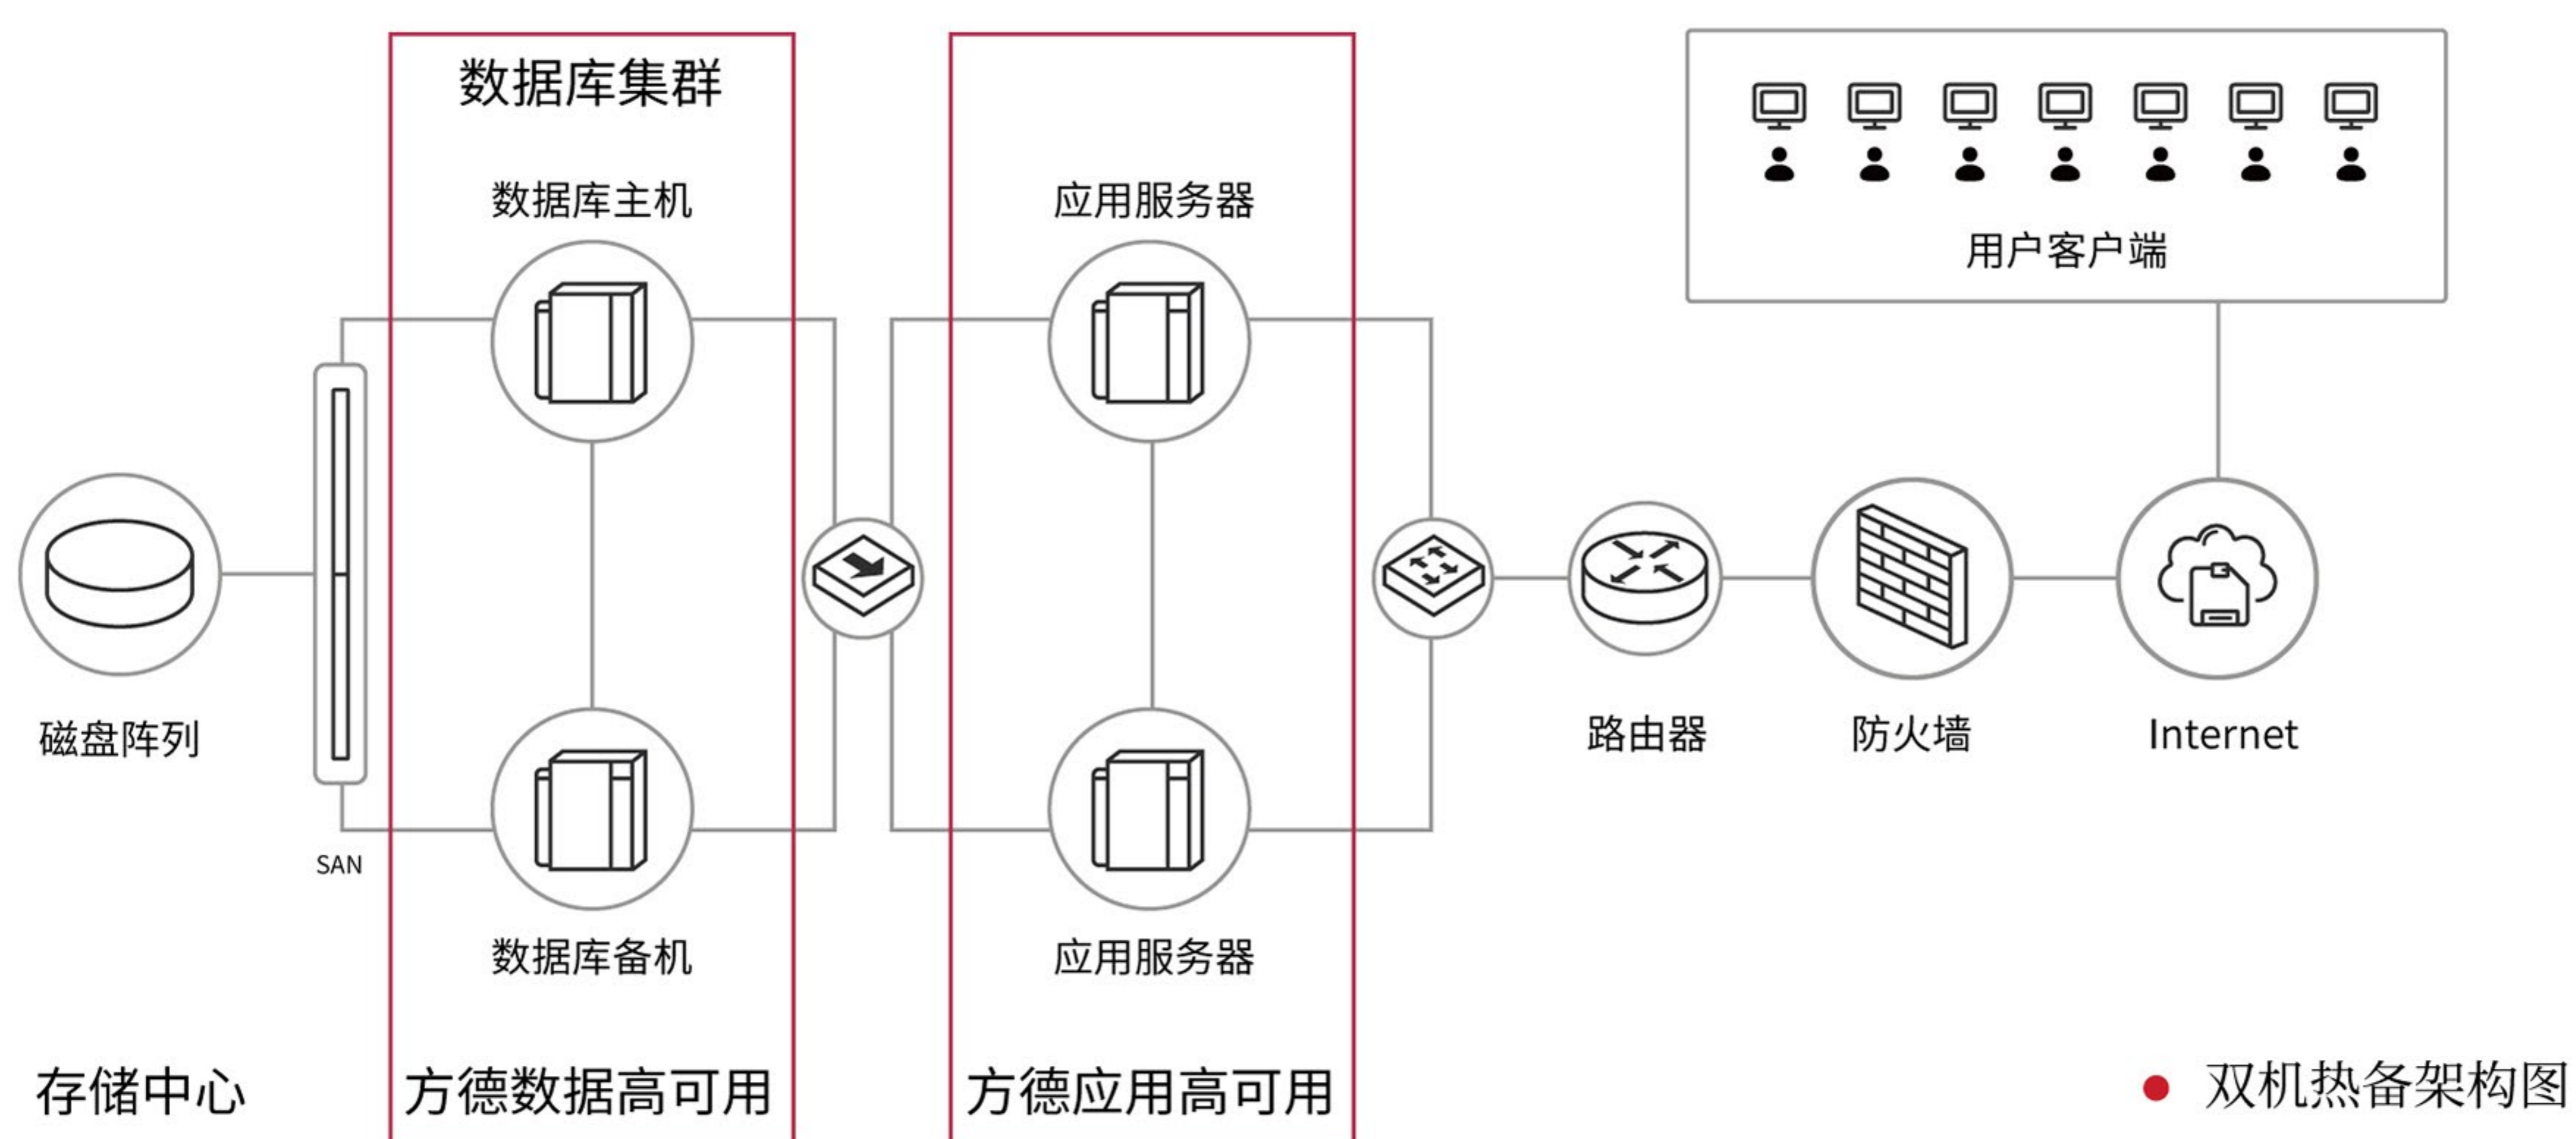 数据库集群
数据库主机
应用服务器
用户客户端
磁盘阵列
路由器
防火墙
Internet
SAN
数据库备机
应用服务器
存储中心
方德数据高可用
方德应用高可用
双机热备架构图